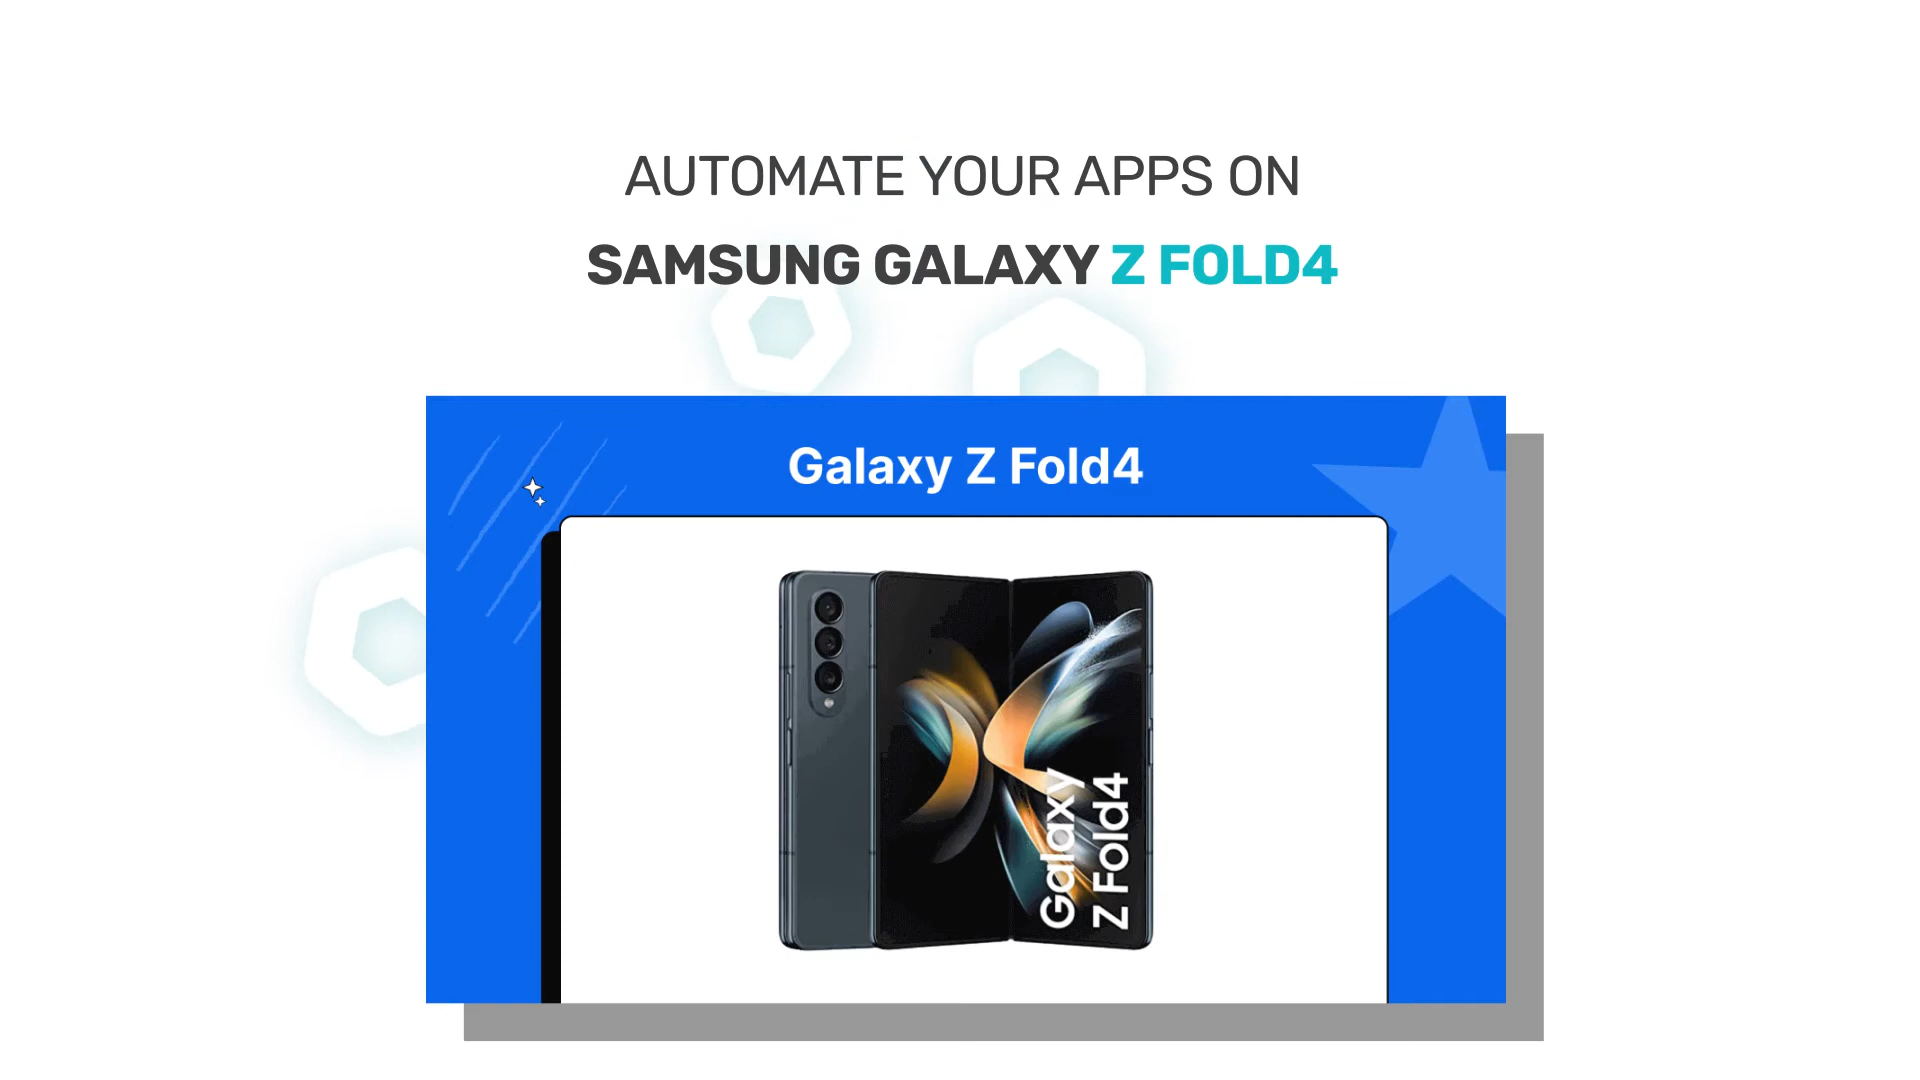 AUTOMATE YOUR APPS ON
SAMSUNG GALAXY Z FOLD4
Galaxy Z Fold4
Galaxy
Z Fold4